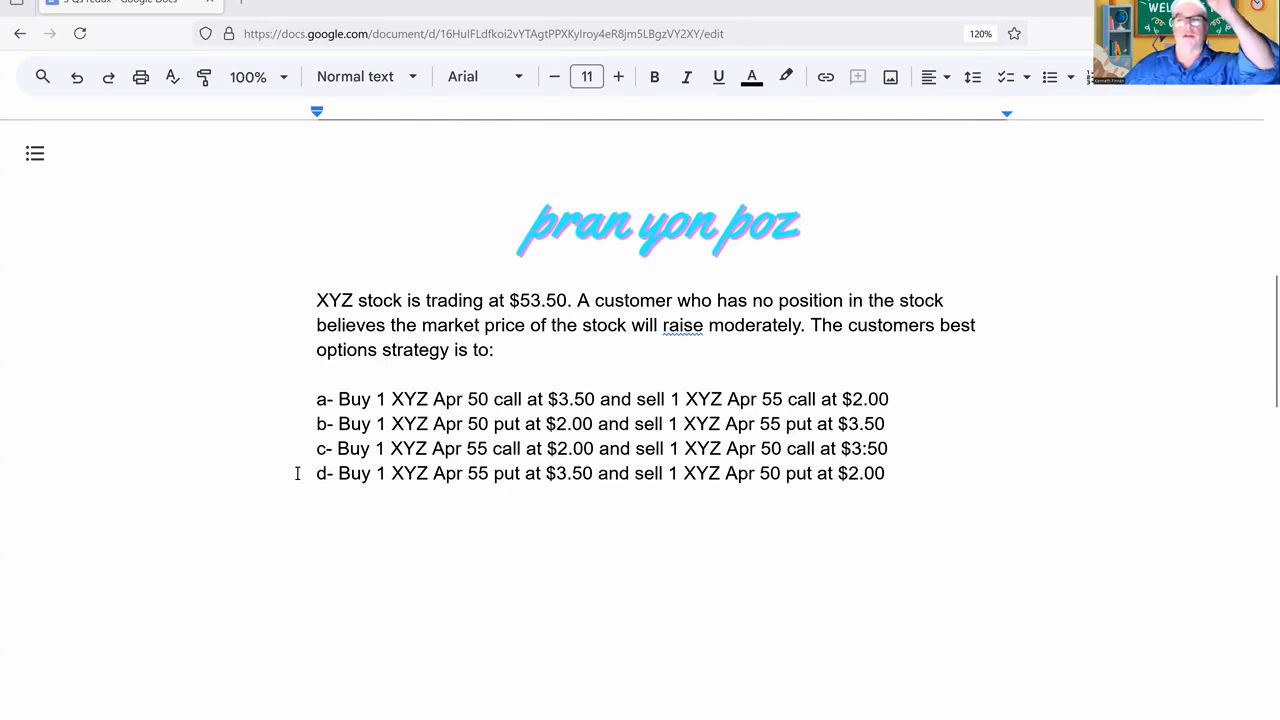 https://docs.google.com/document/d/16HuIFLdfkoi2vYTAgtPPXKyIroy4eR8jm5LBgzVY2XY/edit
120%
100%
Normal text
Arial
11
pran yon poz
XYZ stock is trading at $53.50. A customer who has no position in the stock
believes the market price of the stock will raise moderately. The customers best
options strategy is to:
a- Buy 1 XYZ Apr 50 call at $3.50 and sell 1 XYZ Apr 55 call at $2.00
b- Buy 1 XYZ Apr 50 put at $2.00 and sell 1 XYZ Apr 55 put at $3.50
c- Buy 1 XYZ Apr 55 call at $2.00 and sell 1 XYZ Apr 50 call at $3:50
d- Buy 1 XYZ Apr 55 put at $3.50 and sell 1 XYZ Apr 50 put at $2.00